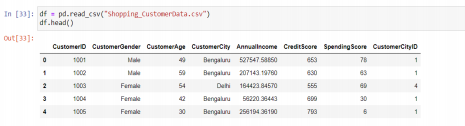 In [33]: df = pd.read_csv("Shopping_CustomerData.csv")
df.head()
Out[33]:
CustomerID CustomerGender CustomerAge CustomerCity AnnualIncome CreditScore SpendingScore CustomerCityID
0 1001 Male 49 Bengaluru 527547.58850 653 78 1
1 1002 Male 59 Bengaluru 207143.19760 630 63 1
2 1003 Female 54 Delhi 164423.84570 555 69 4
3 1004 Female 42 Bengaluru 56220.36443 699 30 1
4 1005 Female 30 Bengaluru 256194.36190 793 6 1